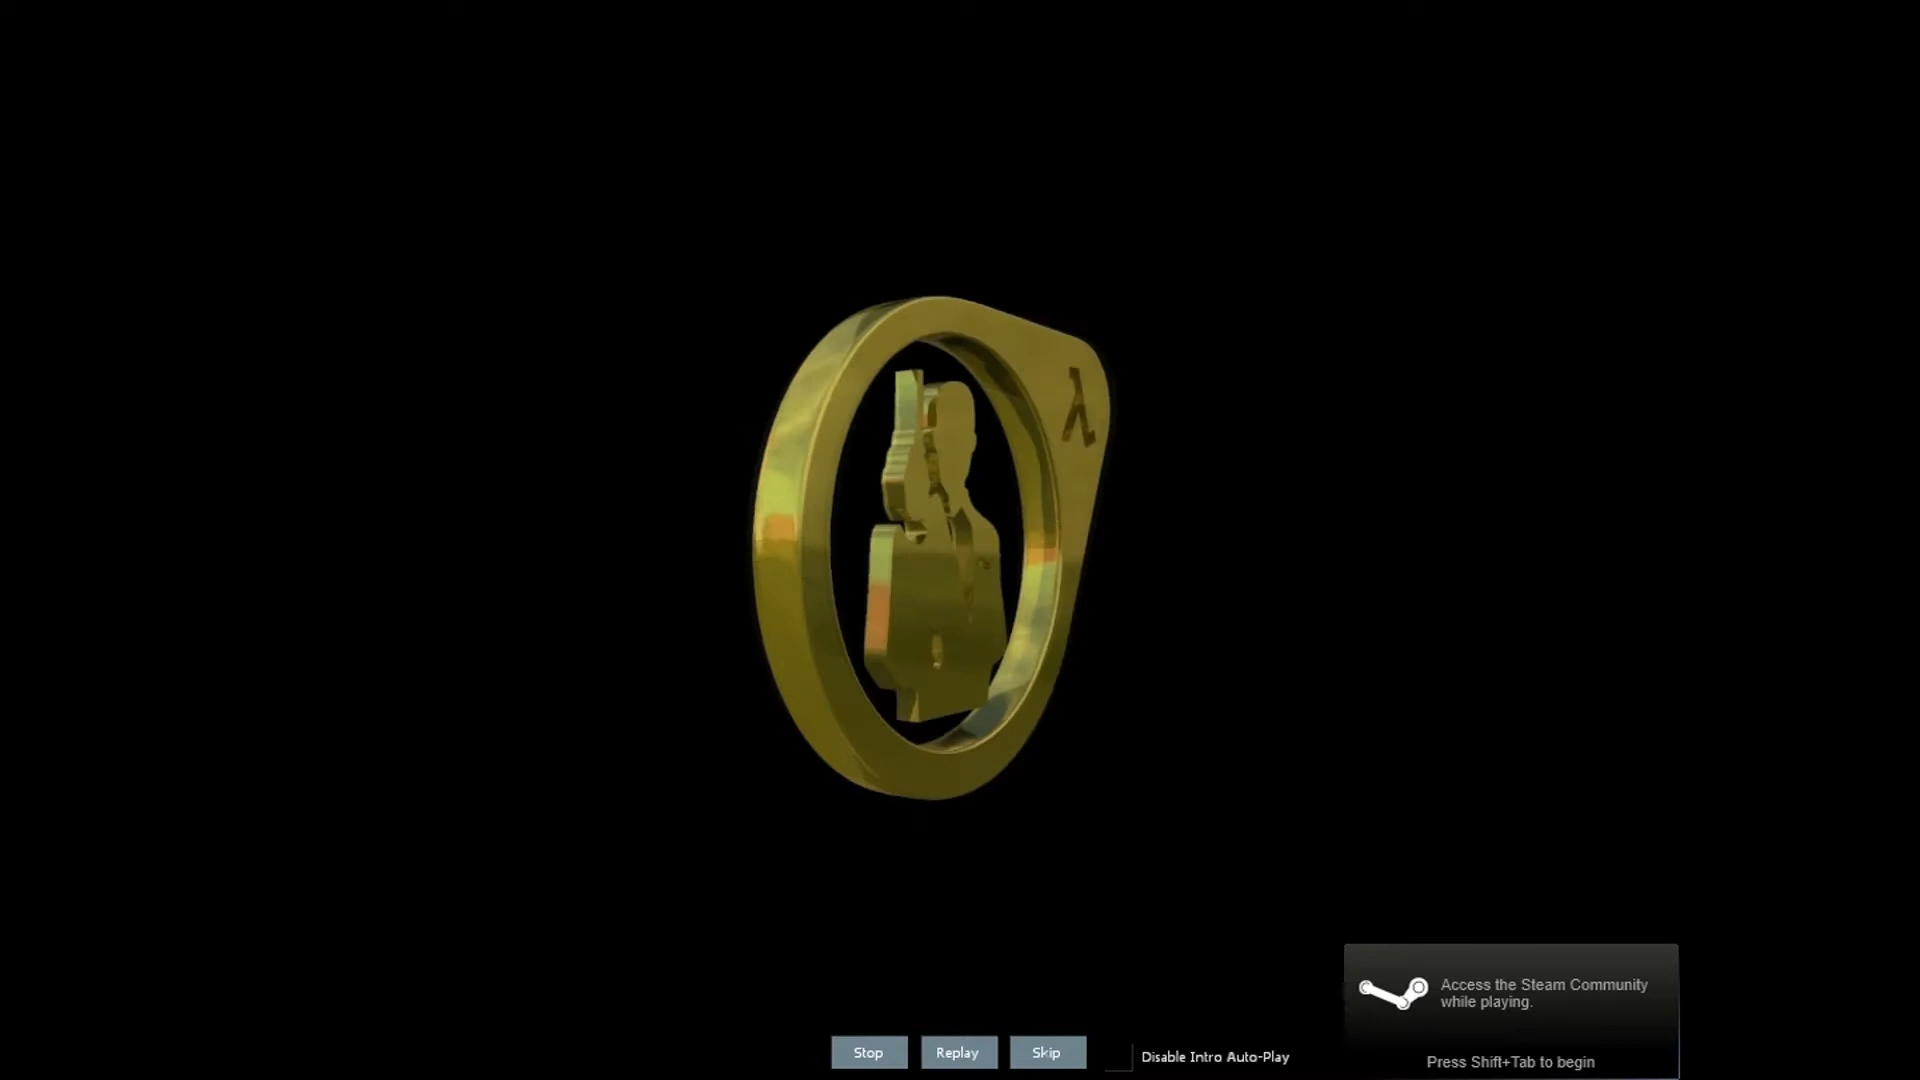 λ
Access the Steam Community
while playing.
Press Shift+Tab to begin
Stop
Replay
Skip
Disable Intro Auto-Play